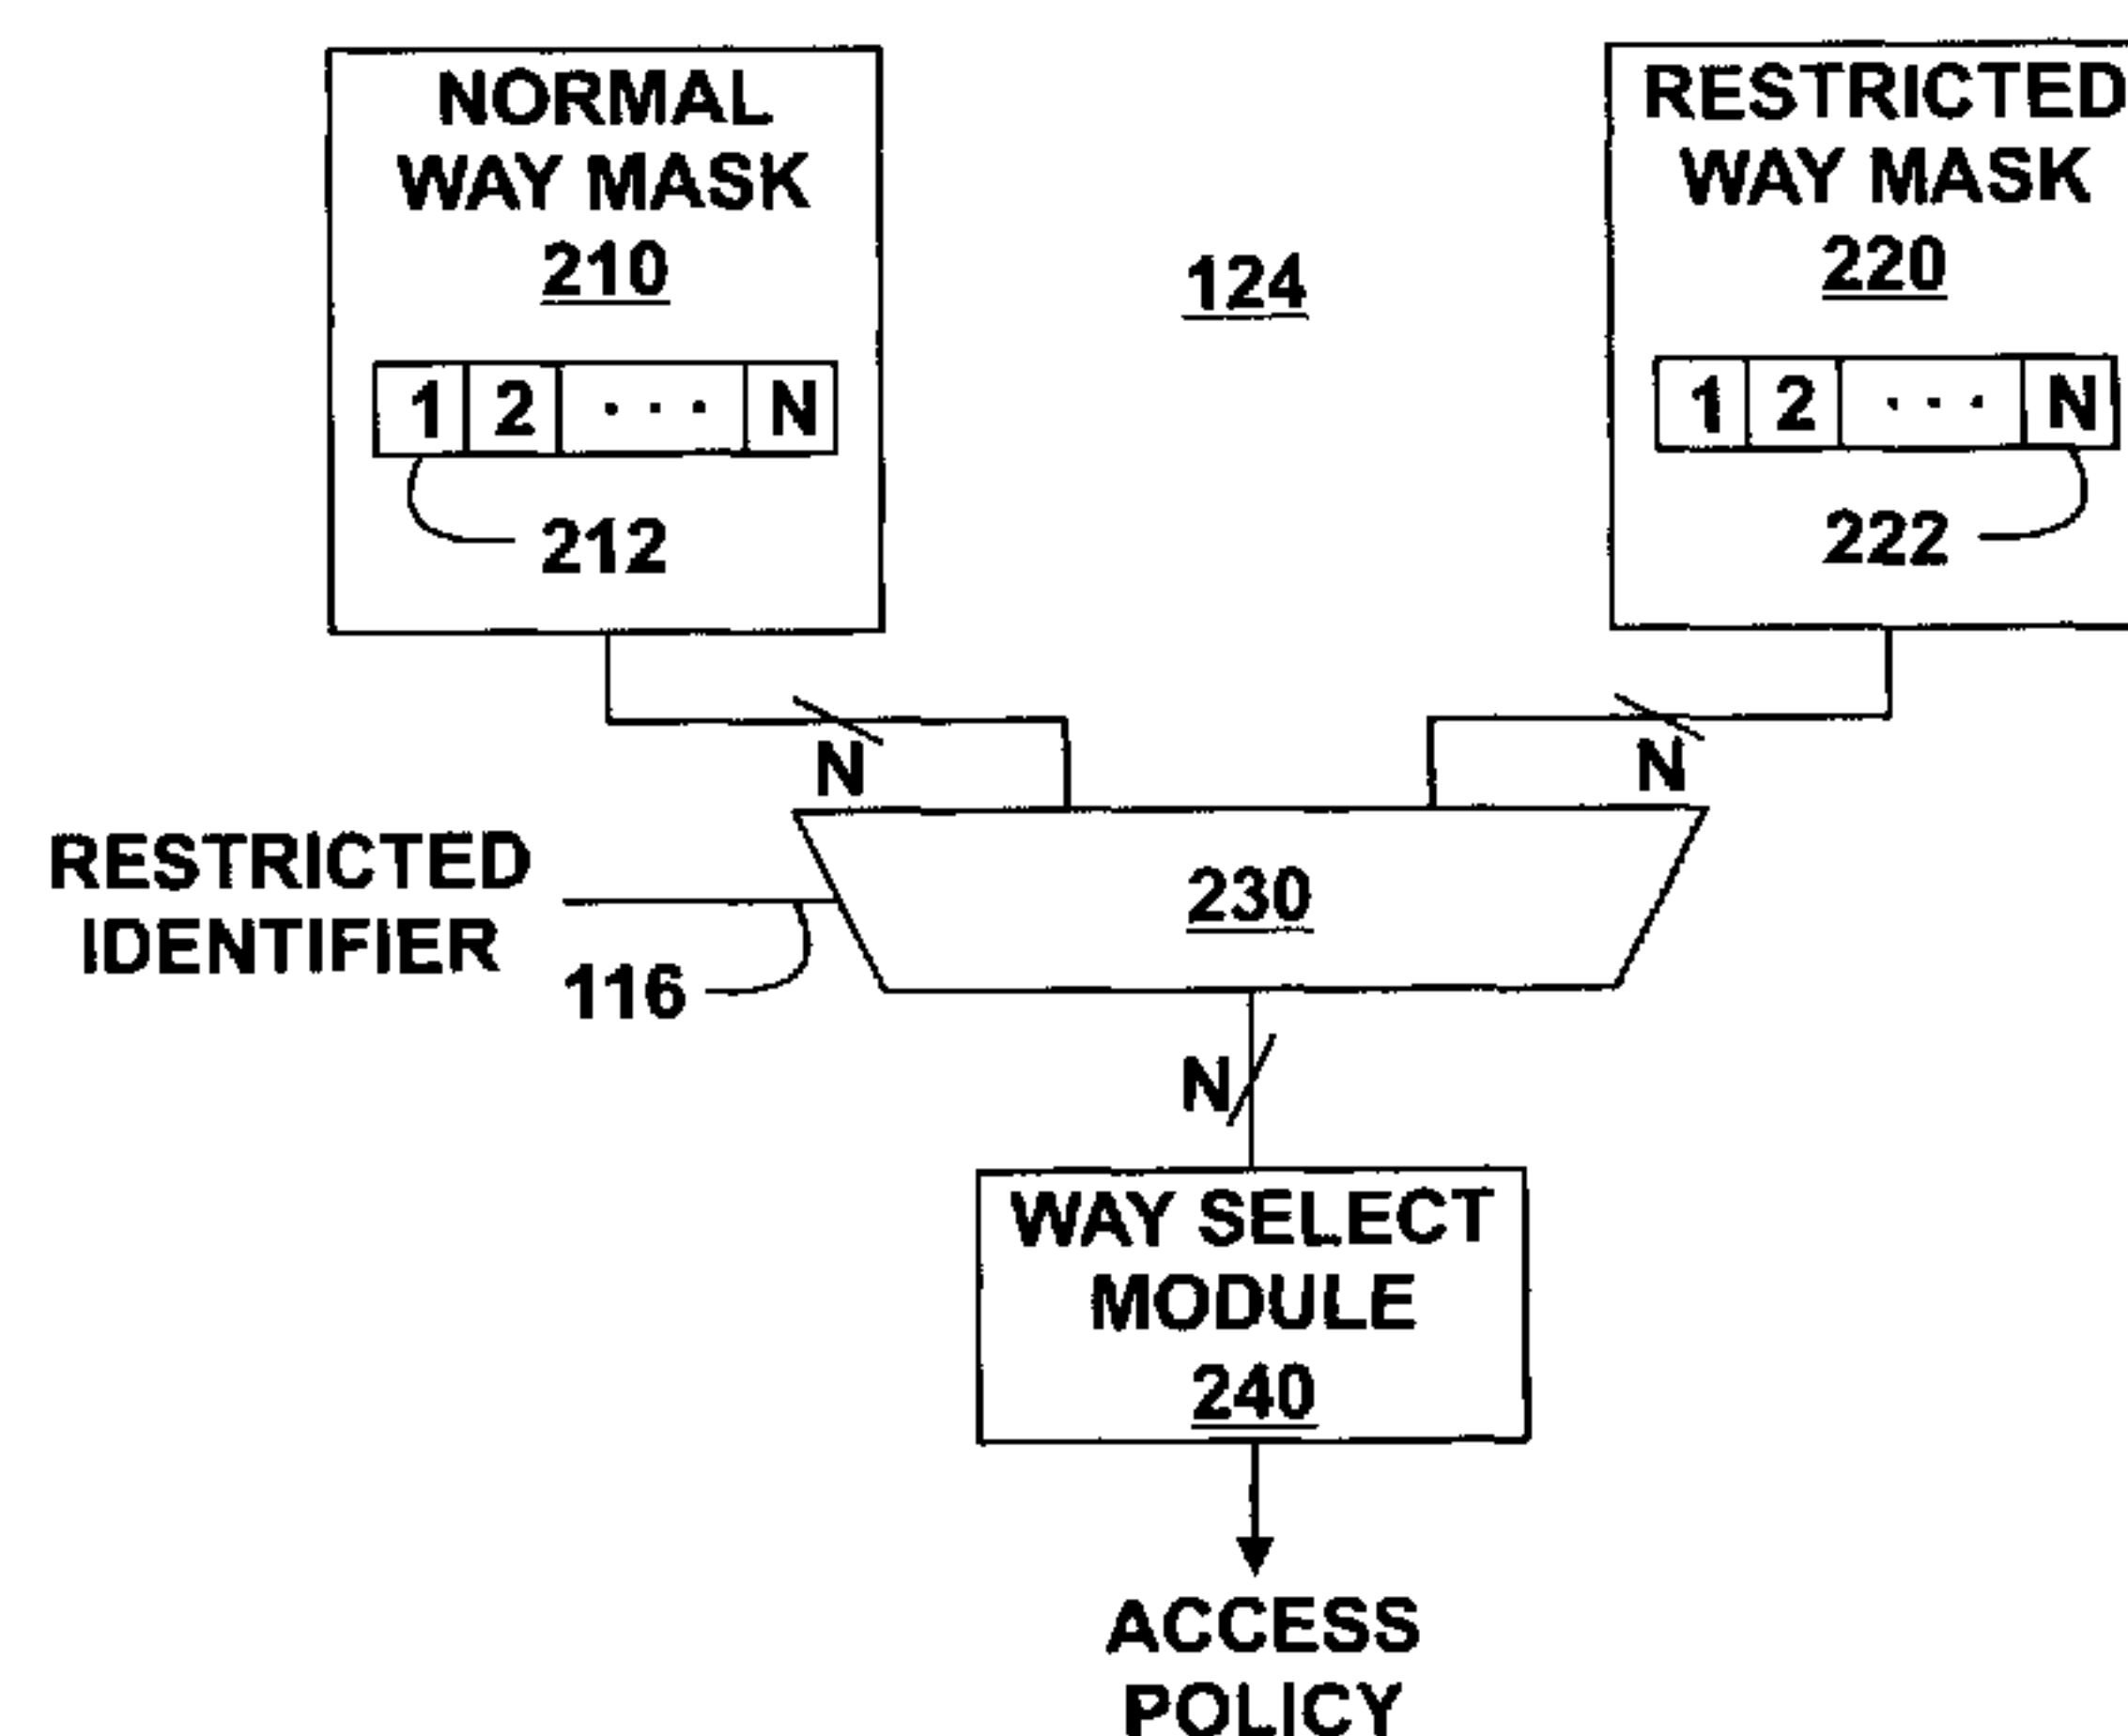 NORMAL
WAY MASK
210
1 2 ... N
212
124
RESTRICTED
WAY MASK
220
1 2 ... N
222
N
N
RESTRICTED
IDENTIFIER
116
230
N
WAY SELECT
MODULE
240
ACCESS
POLICY